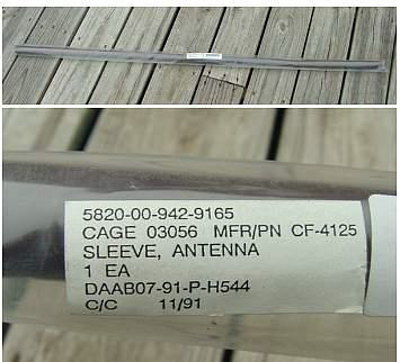 5820-00-942-9165
CAGE 03056 MFR/PN CF-4125
SLEEVE, ANTENNA
1 EA
DAAB07-91-P-H544
C/C 11/91